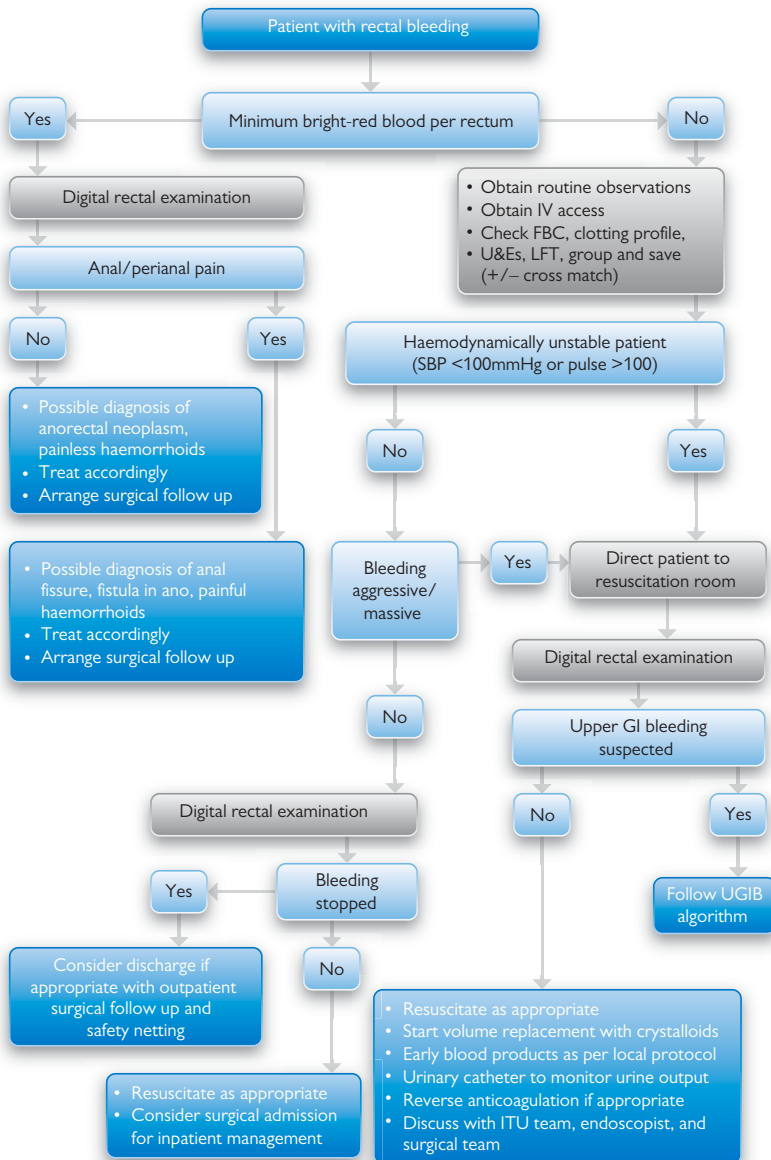 Patient with rectal bleeding
Yes
Minimum bright-red blood per rectum
No
Digital rectal examination
• Obtain routine observations
• Obtain IV access
• Check FBC, clotting profile,
• U&Es, LFT, group and save
(+/– cross match)
Anal/perianal pain
No
Yes
Haemodynamically unstable patient
(SBP <100mmHg or pulse >100)
• Possible diagnosis of
anorectal neoplasm,
painless haemorrhoids
• Treat accordingly
• Arrange surgical follow up
No
Yes
• Possible diagnosis of anal
fissure, fistula in ano, painful
haemorrhoids
• Treat accordingly
• Arrange surgical follow up
Bleeding
aggressive/
massive
Yes
Direct patient to
resuscitation room
Digital rectal examination
No
Upper GI bleeding
suspected
Digital rectal examination
No
Yes
Yes
Bleeding
stopped
Follow UGIB
algorithm
Consider discharge if
appropriate with outpatient
surgical follow up and
safety netting
No
• Resuscitate as appropriate
• Consider surgical admission
for inpatient management
• Resuscitate as appropriate
• Start volume replacement with crystalloids
• Early blood products as per local protocol
• Urinary catheter to monitor urine output
• Reverse anticoagulation if appropriate
• Discuss with ITU team, endoscopist, and
surgical team